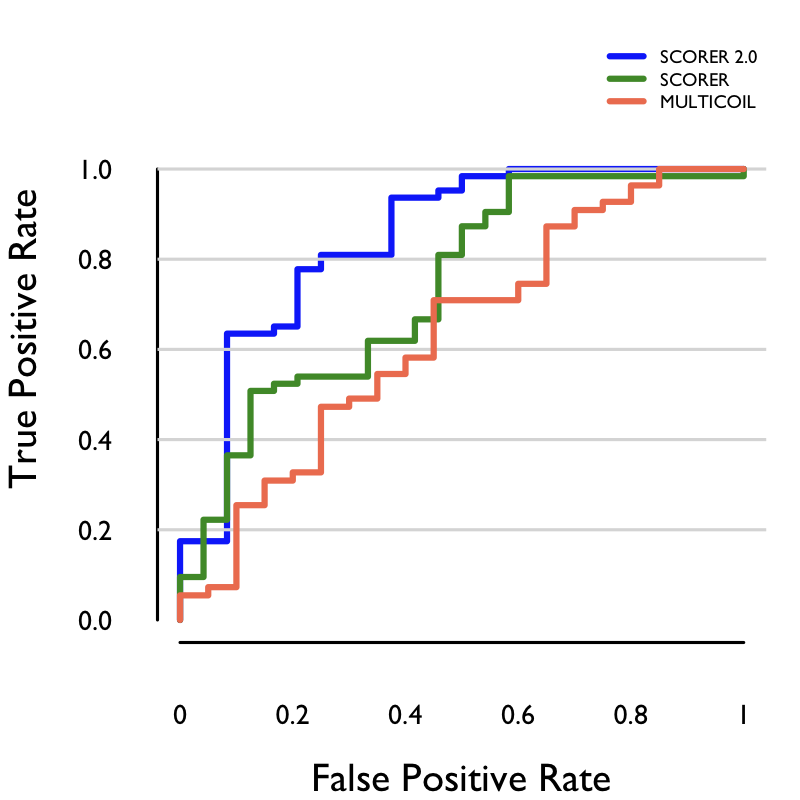 SCORER 2.0
SCORER
MULTICOIL
True Positive Rate
1.0
0.8
0.6
0.4
0.2
0.0
0 0.2 0.4 0.6 0.8 1
False Positive Rate